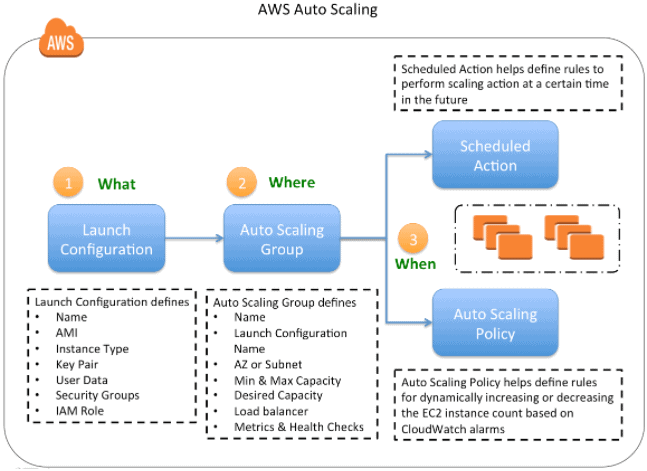 AWS Auto Scaling
AWS
Scheduled Action helps define rules to
perform scaling action at a certain time
in the future
Scheduled
Action
1
What
2
Where
Launch
Configuration
Auto Scaling
Group
3
When
Auto Scaling
Policy
Launch Configuration defines
• Name
• AMI
• Instance Type
• Key Pair
• User Data
• Security Groups
• IAM Role
Auto Scaling Group defines
• Name
• Launch Configuration
Name
• AZ or Subnet
• Min & Max Capacity
• Desired Capacity
• Load balancer
• Metrics & Health Checks
Auto Scaling Policy helps define rules
for dynamically increasing or decreasing
the EC2 instance count based on
CloudWatch alarms